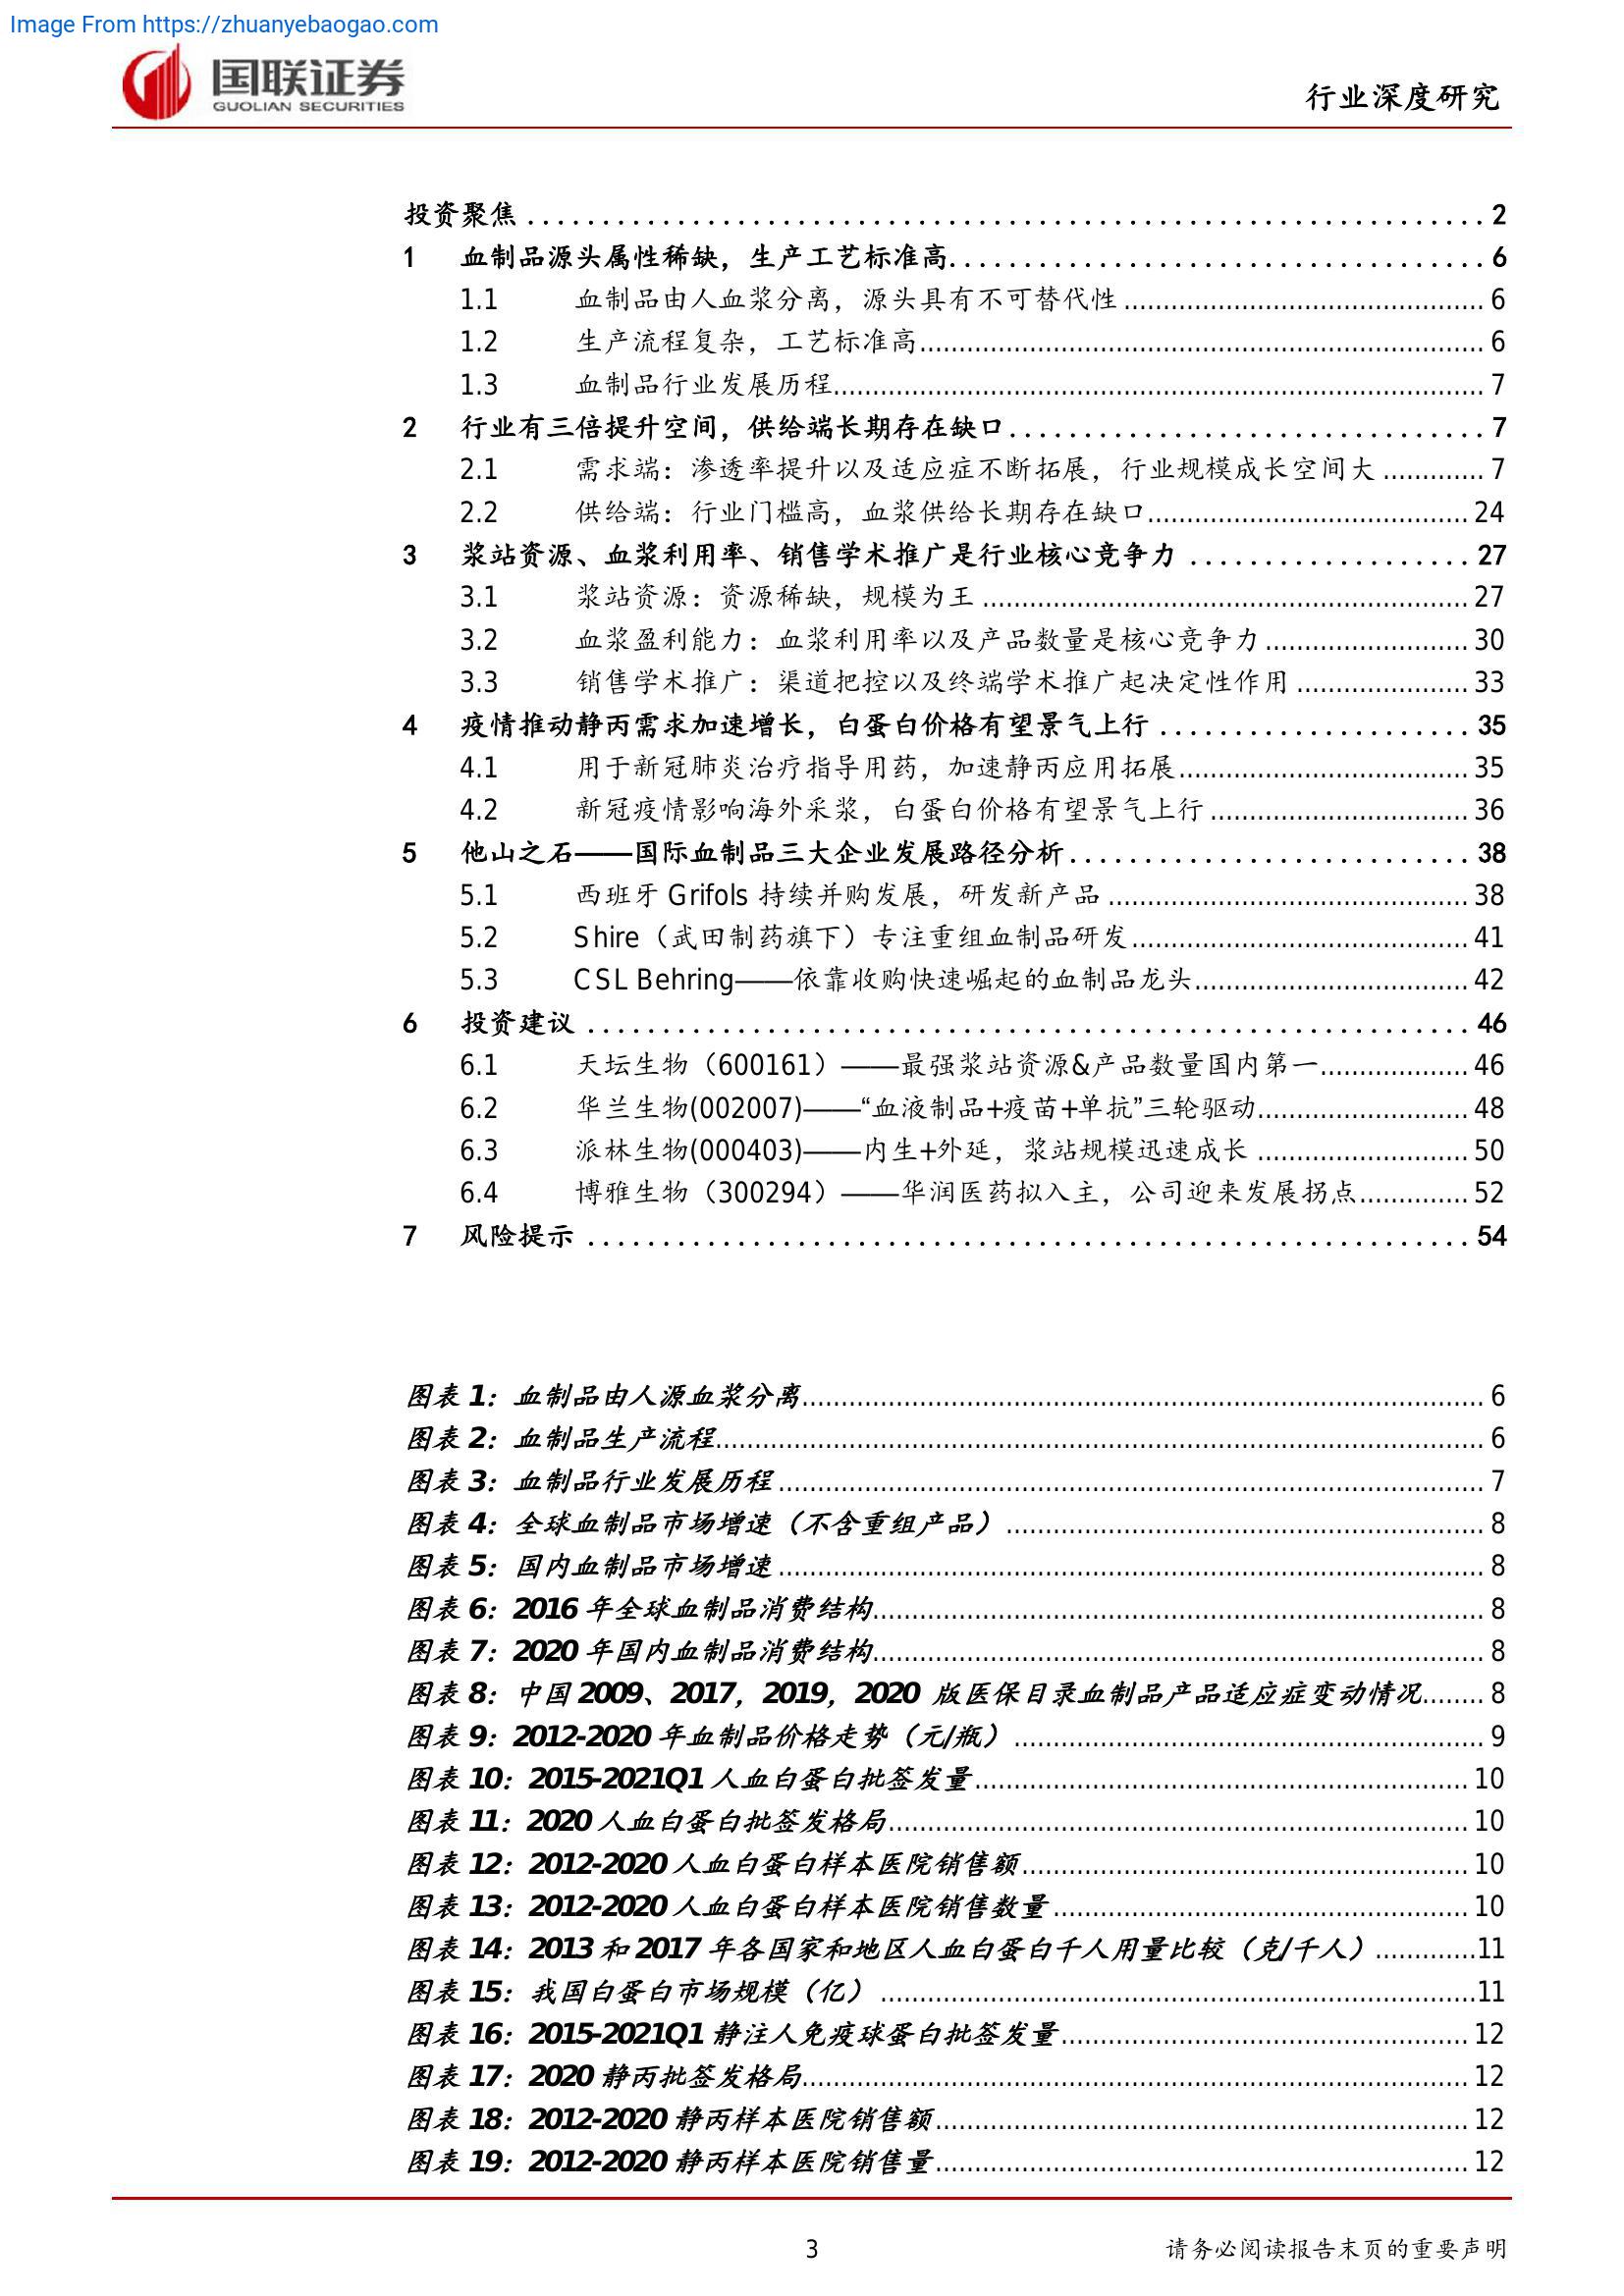 Image From https://zhuanyebaogao.com
国联证券
GUOLIAN SECURITIES
行业深度研究
投资聚焦 ................................................................ 2
1 血制品源头属性稀缺，生产工艺标准高.................................... 6
1.1 血制品由人血浆分离，源头具有不可替代性 .............................................. 6
1.2 生产流程复杂，工艺标准高......................................................................... 6
1.3 血制品行业发展历程.................................................................................... 7
2 行业有三倍提升空间，供给端长期存在缺口................................ 7
2.1 需求端：渗透率提升以及适应症不断拓展，行业规模成长空间大 ............. 7
2.2 供给端：行业门槛高，血浆供给长期存在缺口......................................... 24
3 浆站资源、血浆利用率、销售学术推广是行业核心竞争力 ................... 27
3.1 浆站资源：资源稀缺，规模为王 .............................................................. 27
3.2 血浆盈利能力：血浆利用率以及产品数量是核心竞争力 .......................... 30
3.3 销售学术推广：渠道把控以及终端学术推广起决定性作用 ...................... 33
4 疫情推动静丙需求加速增长，白蛋白价格有望景气上行 ..................... 35
4.1 用于新冠肺炎治疗指导用药，加速静丙应用拓展..................................... 35
4.2 新冠疫情影响海外采浆，白蛋白价格有望景气上行 ................................. 36
5 他山之石——国际血制品三大企业发展路径分析........................... 38
5.1 西班牙 Grifols 持续并购发展，研发新产品 .............................................. 38
5.2 Shire（武田制药旗下）专注重组血制品研发........................................... 41
5.3 CSL Behring——依靠收购快速崛起的血制品龙头................................... 42
6 投资建议 ........................................................... 46
6.1 天坛生物（600161）——最强浆站资源&产品数量国内第一................... 46
6.2 华兰生物(002007)——“血液制品+疫苗+单抗”三轮驱动........................... 48
6.3 派林生物(000403)——内生+外延，浆站规模迅速成长 ........................... 50
6.4 博雅生物（300294）——华润医药拟入主，公司迎来发展拐点.............. 52
7 风险提示 ........................................................... 54
图表 1：血制品由人源血浆分离....................................................................................... 6
图表 2：血制品生产流程.................................................................................................. 6
图表 3：血制品行业发展历程 .......................................................................................... 7
图表 4：全球血制品市场增速（不含重组产品） ............................................................. 8
图表 5：国内血制品市场增速 .......................................................................................... 8
图表 6：2016 年全球血制品消费结构.............................................................................. 8
图表 7：2020 年国内血制品消费结构.............................................................................. 8
图表 8：中国 2009、2017，2019，2020 版医保目录血制品产品适应症变动情况........ 8
图表 9：2012-2020 年血制品价格走势（元/瓶） ............................................................ 9
图表 10：2015-2021Q1 人血白蛋白批签发量............................................................... 10
图表 11：2020 人血白蛋白批签发格局.......................................................................... 10
图表 12：2012-2020 人血白蛋白样本医院销售额......................................................... 10
图表 13：2012-2020 人血白蛋白样本医院销售数量 ..................................................... 10
图表 14：2013 和 2017 年各国家和地区人血白蛋白千人用量比较（克/千人）.............11
图表 15：我国白蛋白市场规模（亿） ............................................................................11
图表 16：2015-2021Q1 静注人免疫球蛋白批签发量.................................................... 12
图表 17：2020 静丙批签发格局..................................................................................... 12
图表 18：2012-2020 静丙样本医院销售额.................................................................... 12
图表 19：2012-2020 静丙样本医院销售量.................................................................... 12
3
请务必阅读报告末页的重要声明